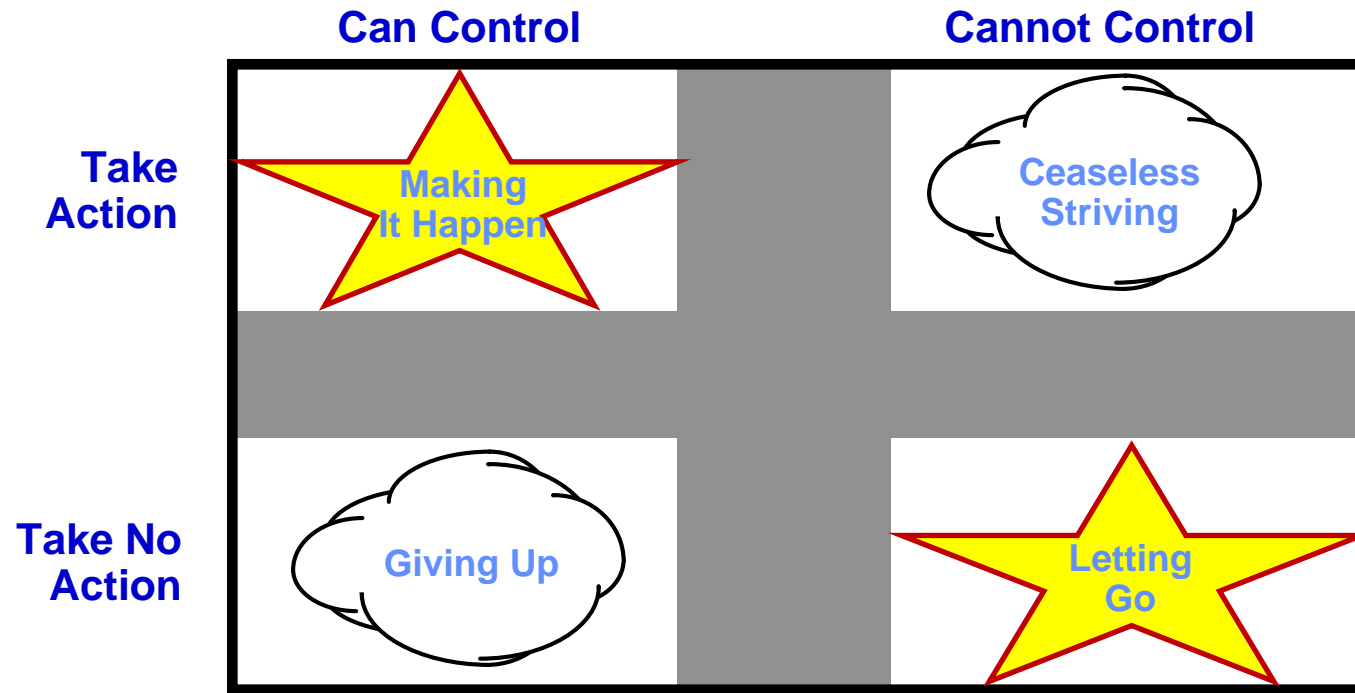 Can Control
Cannot Control
Take
Action
Making
It Happen
Ceaseless
Striving
Take No
Action
Giving Up
Letting
Go